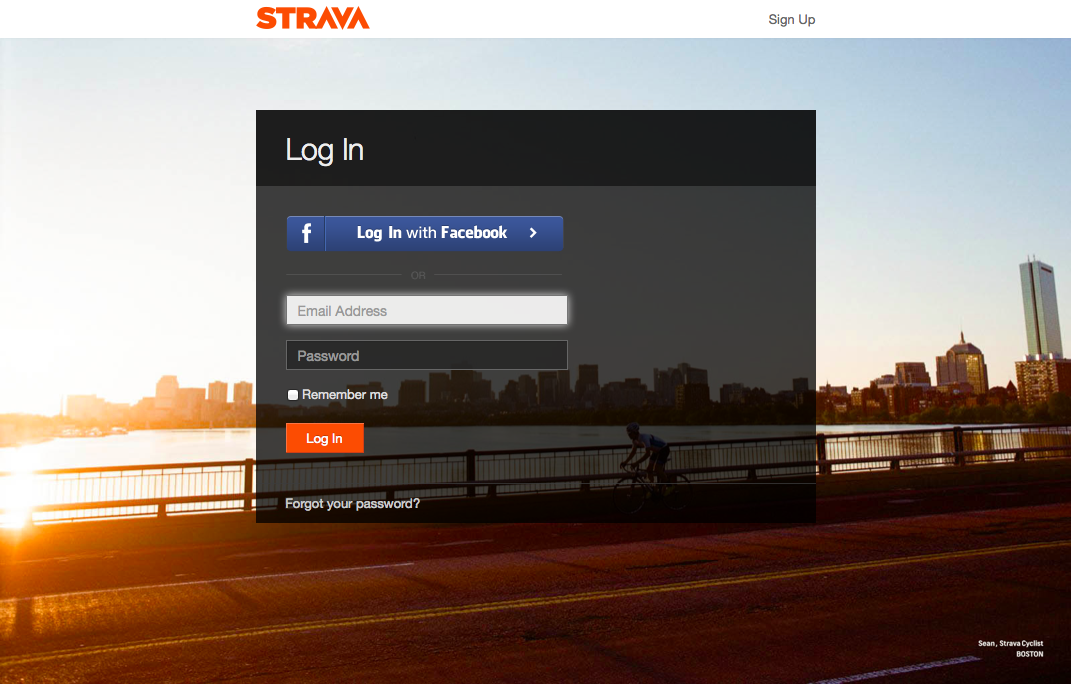 STRAVA
Sign Up
Log In
f
Log In with Facebook
OR
Email Address
Password
Remember me
Log In
Forgot your password?
Sean, Strava Cyclist
BOSTON